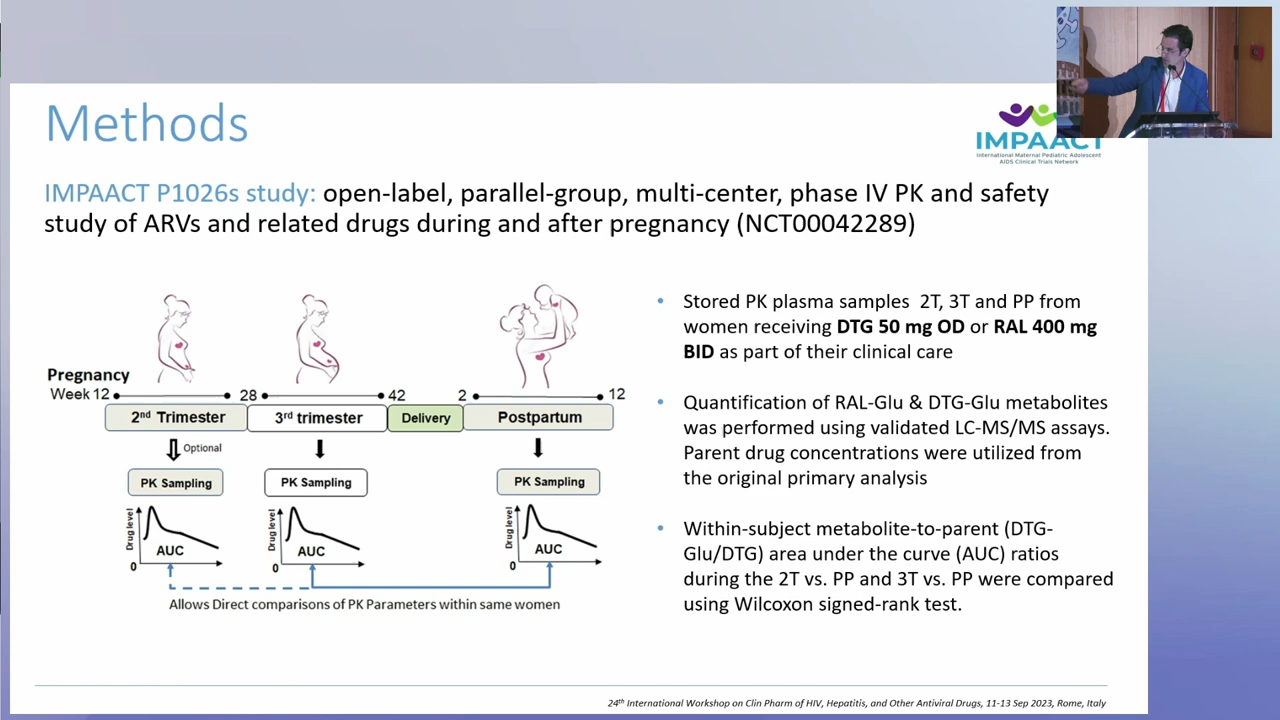 Methods
IMPAACT
International Maternal Pediatric Adolescent
AIDS Clinical Trials Network
IMPAACT P1026s study: open-label, parallel-group, multi-center, phase IV PK and safety
study of ARVs and related drugs during and after pregnancy (NCT00042289)
Pregnancy
Week 12 28 42 2 12
2nd Trimester 3rd trimester Delivery Postpartum
Optional
PK Sampling PK Sampling PK Sampling
Drug level Drug level Drug level
AUC AUC AUC
0 0 0
Allows Direct comparisons of PK Parameters within same women
• Stored PK plasma samples 2T, 3T and PP from
women receiving DTG 50 mg OD or RAL 400 mg
BID as part of their clinical care
• Quantification of RAL-Glu & DTG-Glu metabolites
was performed using validated LC-MS/MS assays.
Parent drug concentrations were utilized from
the original primary analysis
• Within-subject metabolite-to-parent (DTG-
Glu/DTG) area under the curve (AUC) ratios
during the 2T vs. PP and 3T vs. PP were compared
using Wilcoxon signed-rank test.
24th International Workshop on Clin Pharm of HIV, Hepatitis, and Other Antiviral Drugs, 11-13 Sep 2023, Rome, Italy